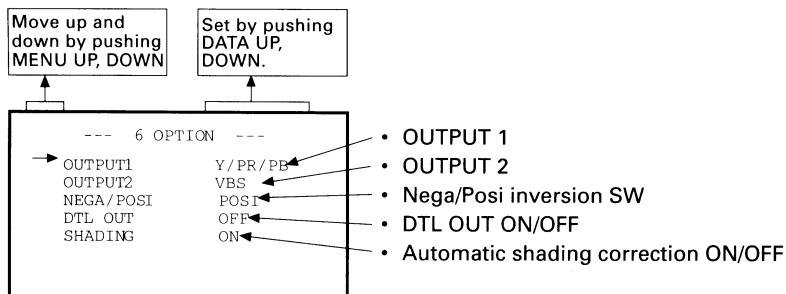 Move up and
down by pushing
MENU UP, DOWN
Set by pushing
DATA UP,
DOWN.
--- 6 OPTION ---
OUTPUT1 Y/PR/PB
OUTPUT2 VBS
NEGA/POSI POSI
DTL OUT OFF
SHADING ON
• OUTPUT 1
• OUTPUT 2
• Nega/Posi inversion SW
• DTL OUT ON/OFF
• Automatic shading correction ON/OFF